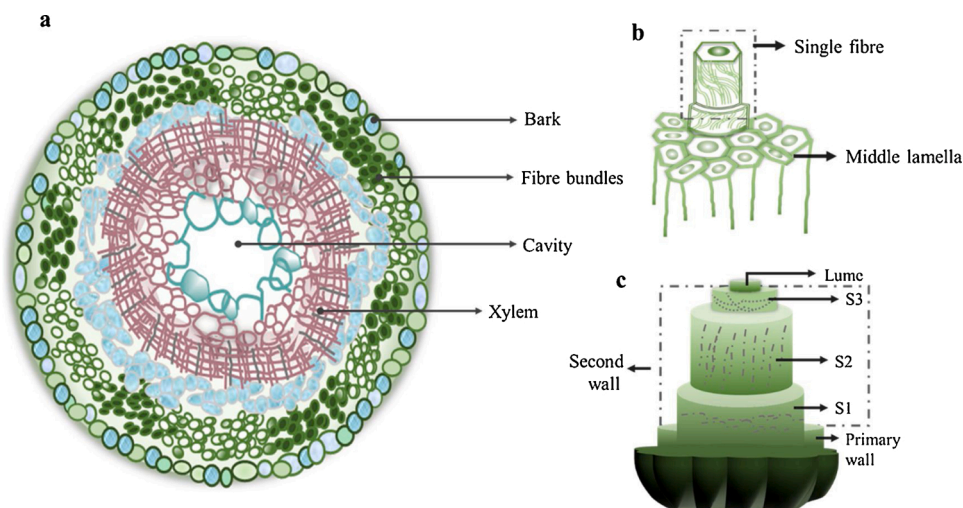 a
Bark
Fibre bundles
Cavity
Xylem
b
Single fibre
Middle lamella
c
Lume
S3
Second
wall
S2
S1
Primary
wall